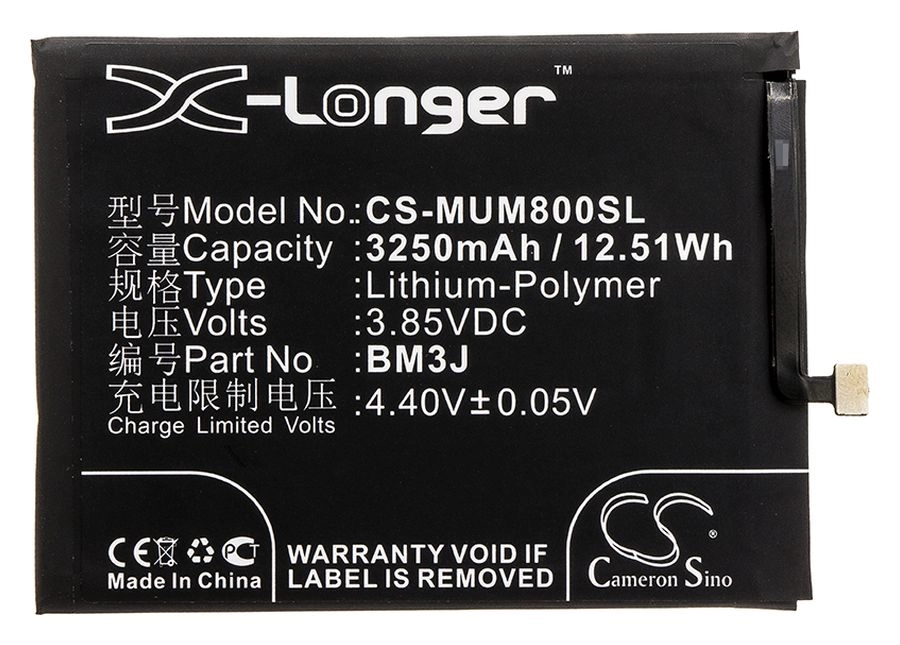 X-Longer™
型号Model No.:CS-MUM800SL
容量Capacity :3250mAh / 12.51Wh
规格Type :Lithium-Polymer
电压Volts :3.85VDC
编号Part No :BM3J
充电限制电压 :4.40V±0.05V
Charge Limited Volts
CE PCT
Made In China
WARRANTY VOID IF
LABEL IS REMOVED
CS ®
Cameron Sino